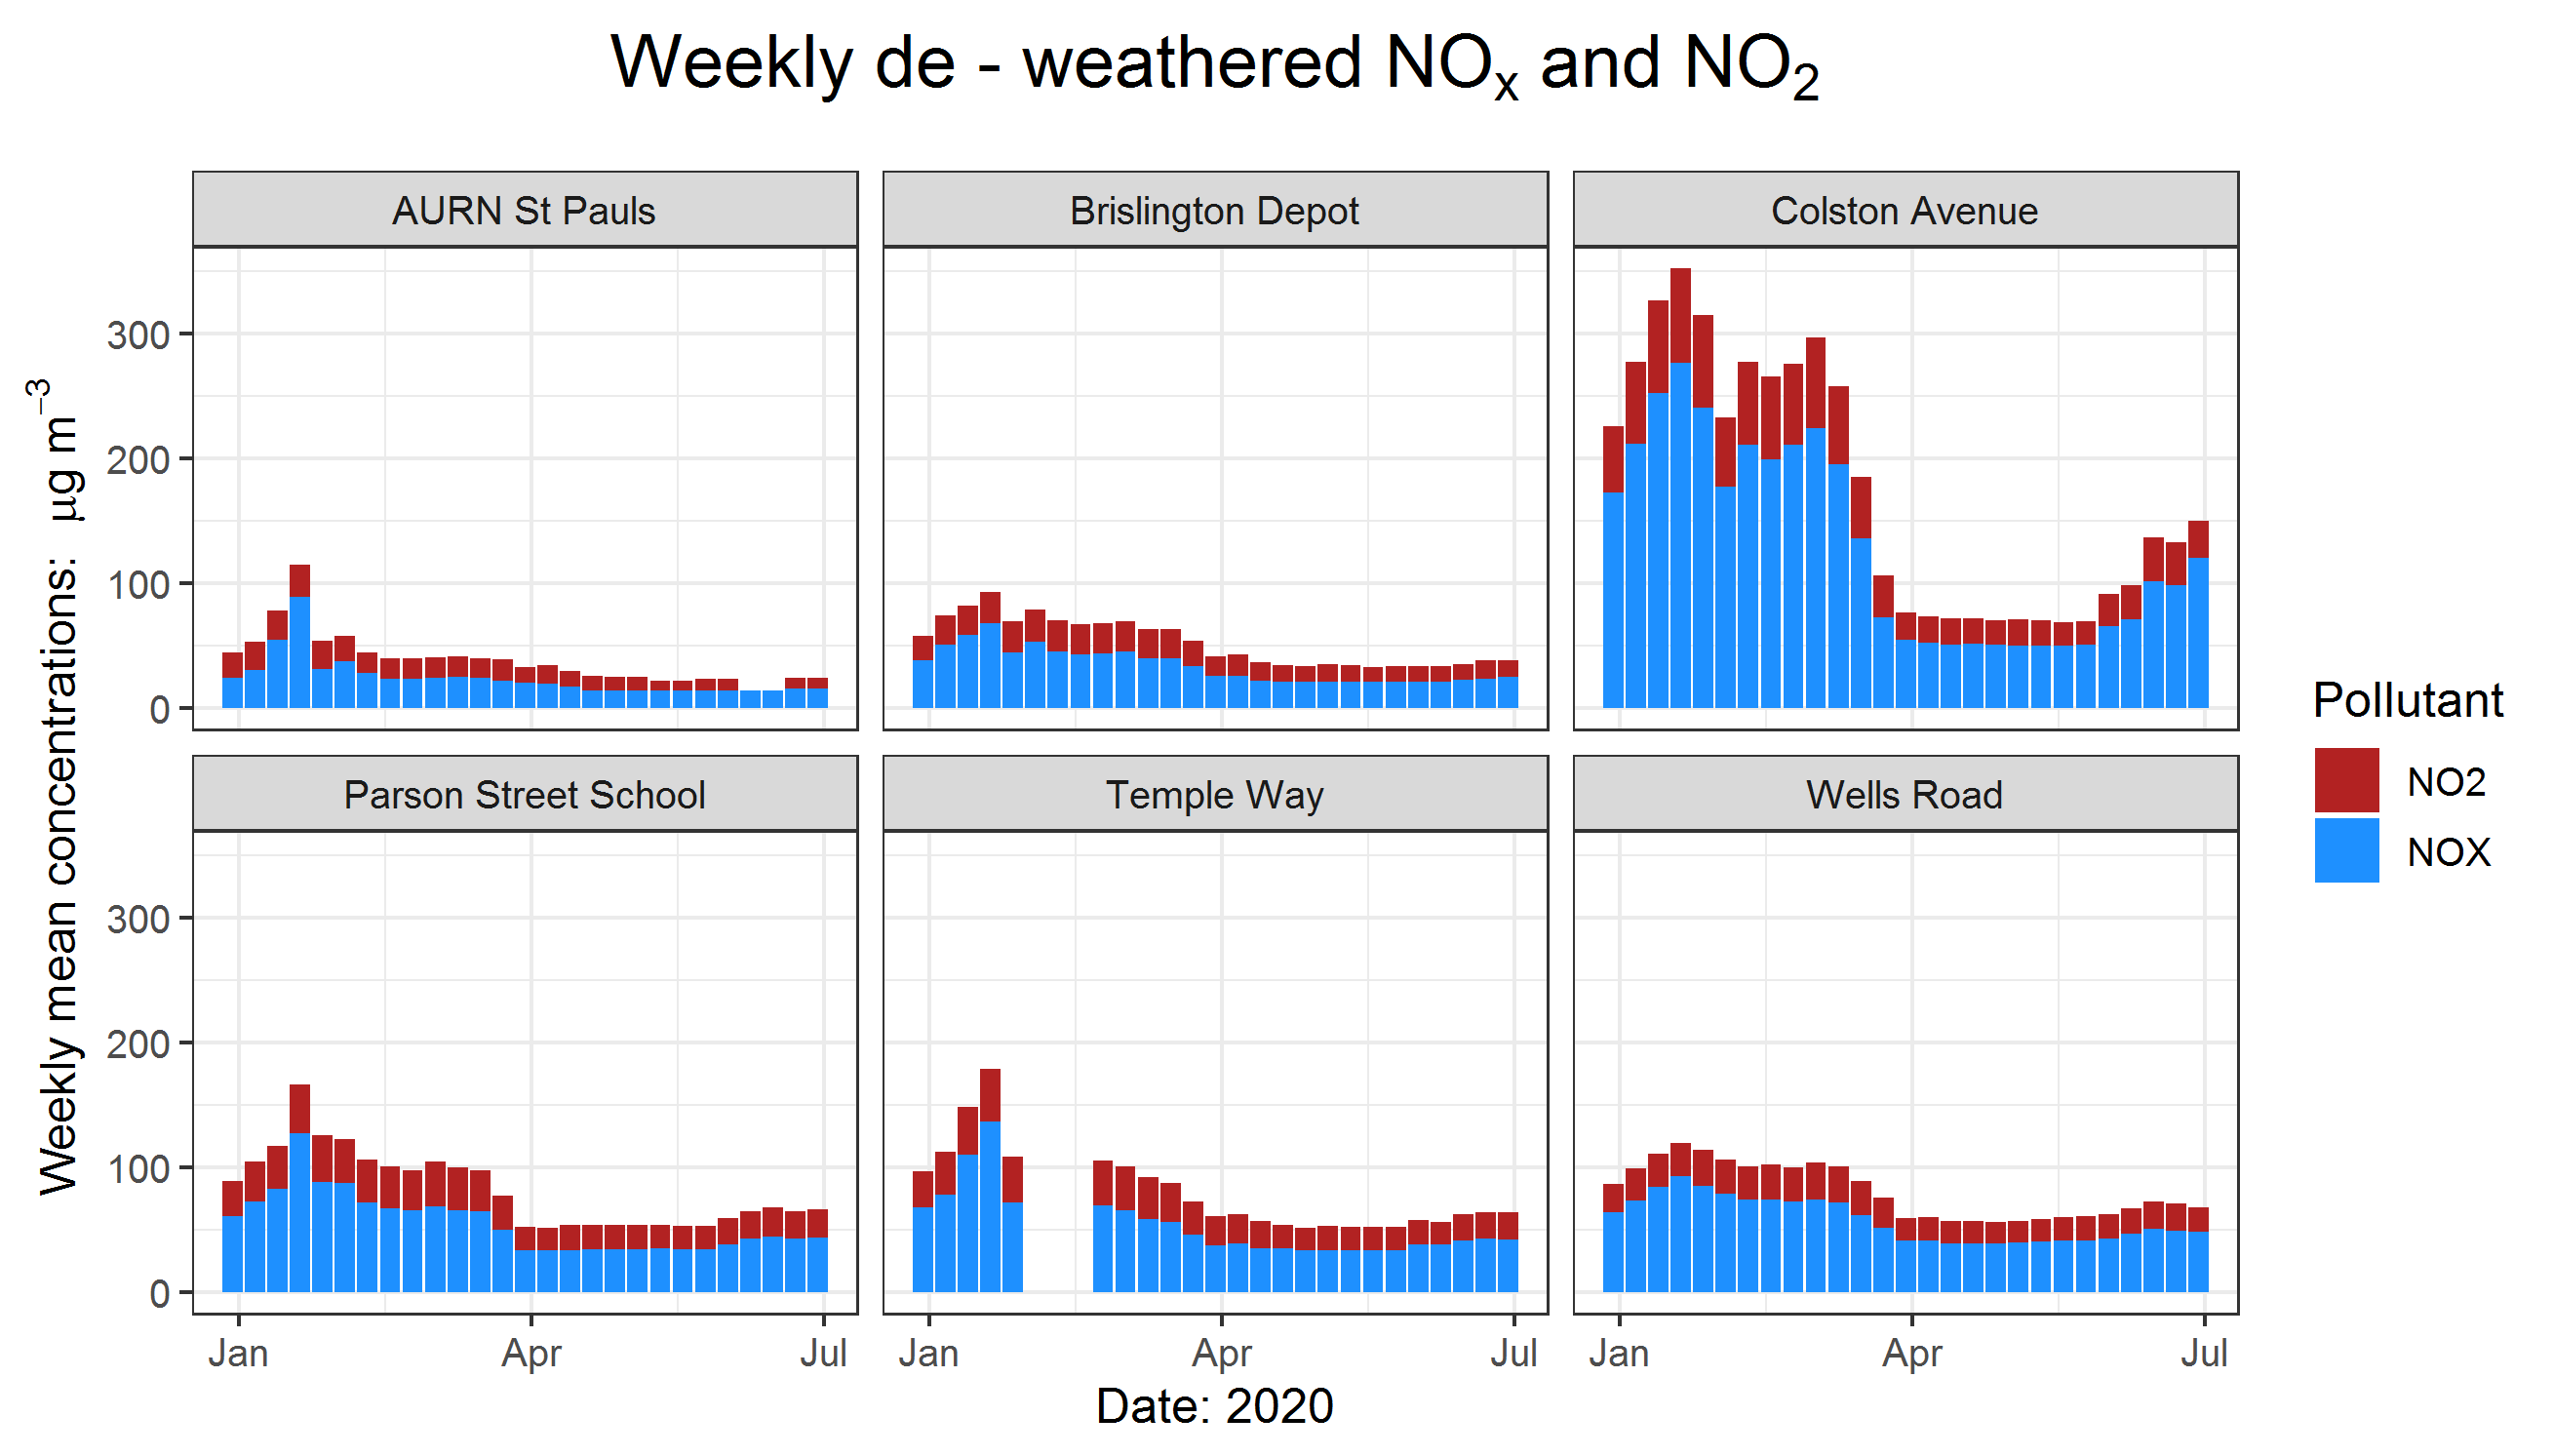 Weekly de - weathered NOₓ and NO₂
AURN St Pauls
Brislington Depot
Colston Avenue
300
200
100
0
Parson Street School
Temple Way
Wells Road
300
200
100
0
Jan Apr Jul
Jan Apr Jul
Jan Apr Jul
Date: 2020
Weekly mean concentrations: µg m⁻³
Pollutant
NO2
NOX